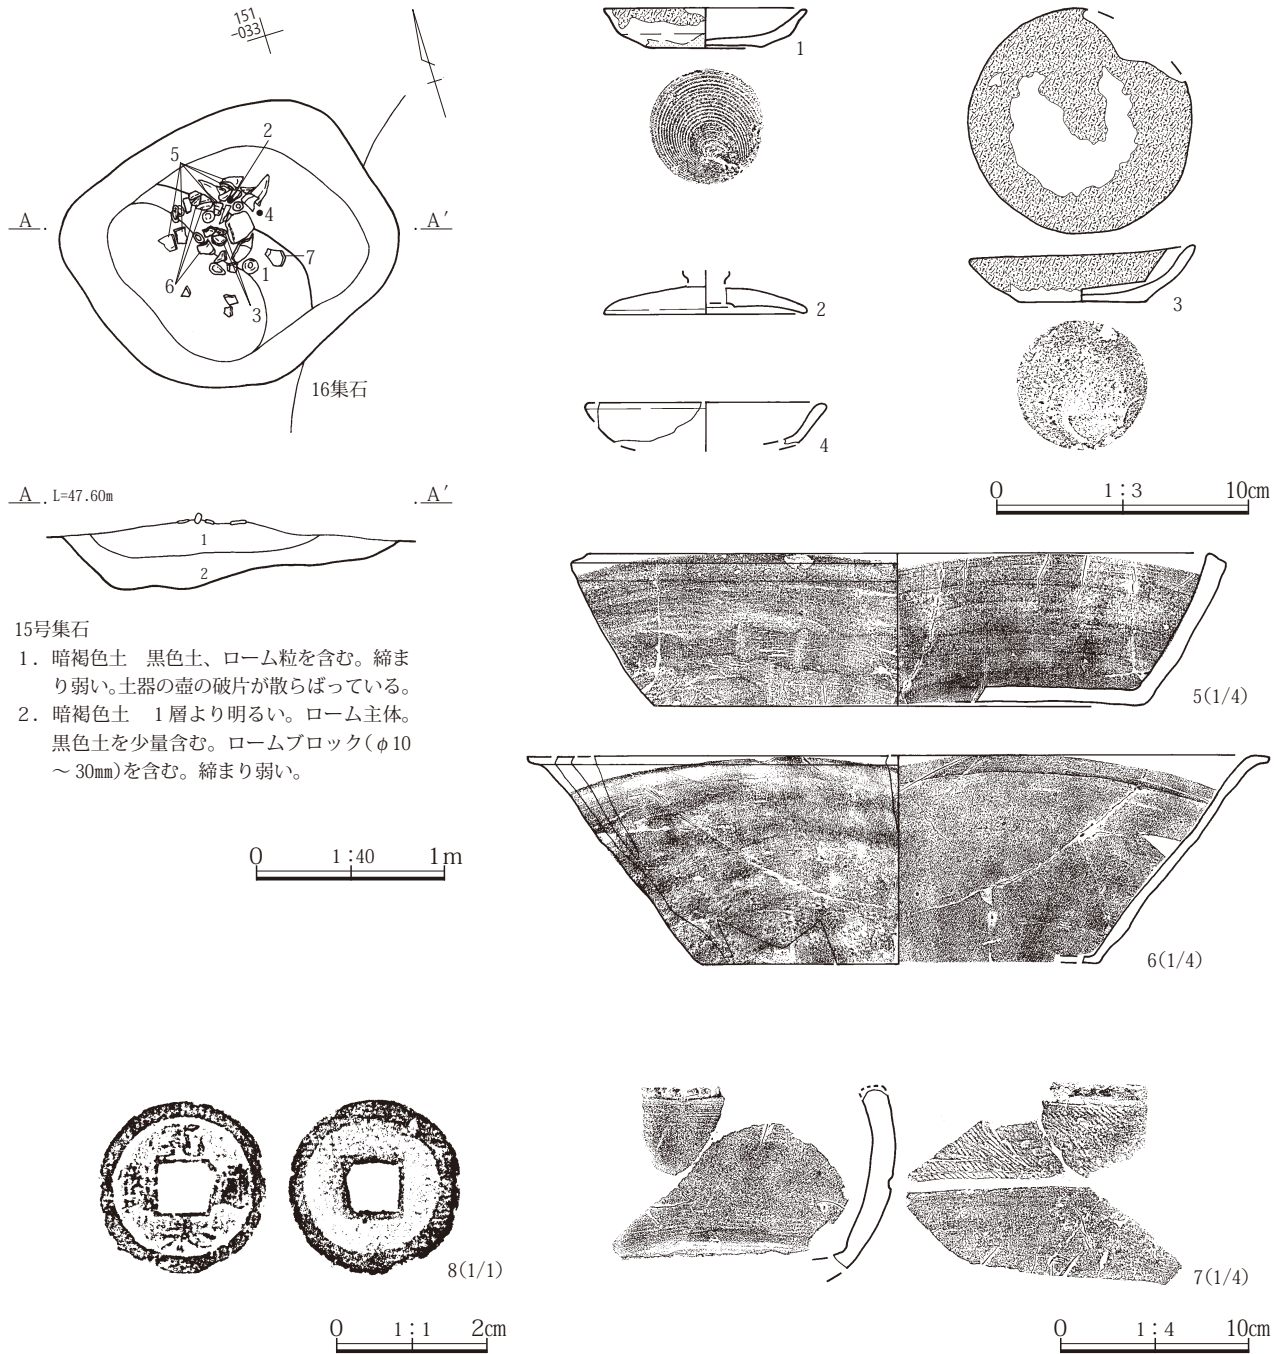 151
-033
2
5
A
4
A′
7
1
6
3
16集石
A L=47.60m A′
1
2
15号集石
1．暗褐色土　黒色土、ローム粒を含む。締ま
り弱い。土器の壺の破片が散らばっている。
2．暗褐色土　1層より明るい。ローム主体。
黒色土を少量含む。ロームブロック(φ10
～30㎜)を含む。締まり弱い。
0 1：40 1m
1
2
3
4
0 1：3 10㎝
5(1/4)
6(1/4)
8(1/1)
7(1/4)
0 1：1 2㎝
0 1：4 10㎝